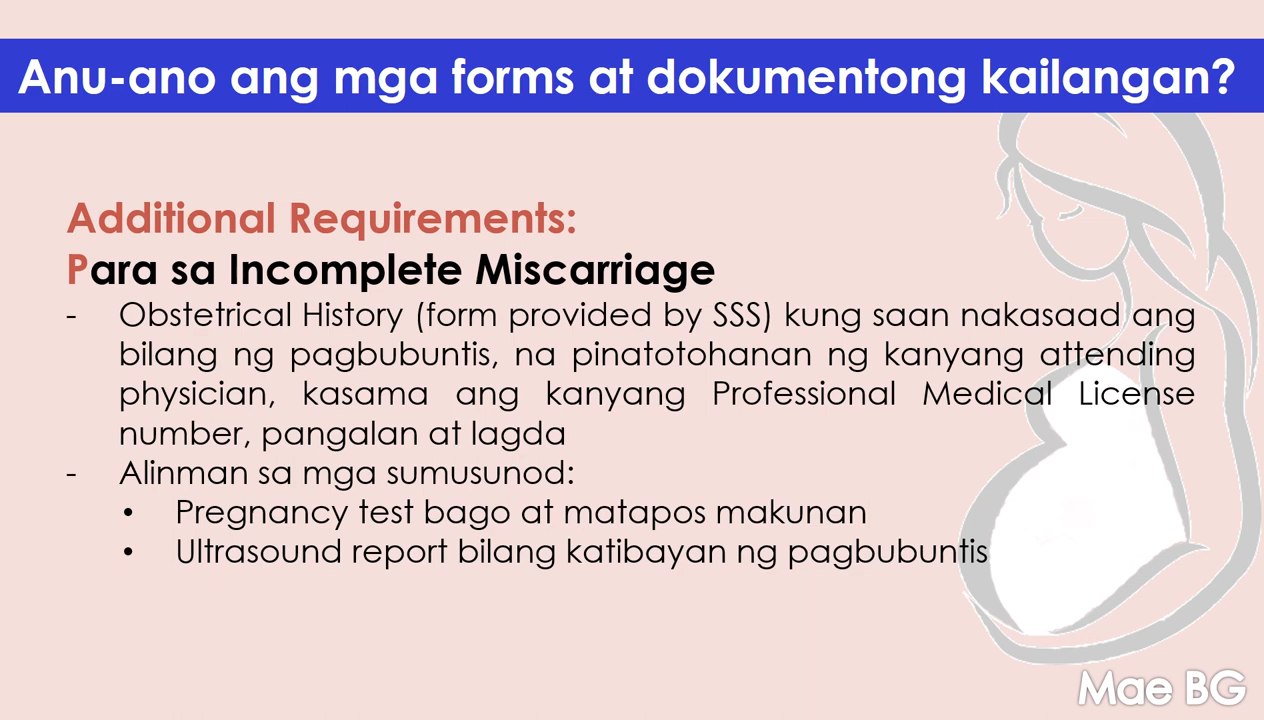 Anu-ano ang mga forms at dokumentong kailangan?
Additional Requirements:
Para sa Incomplete Miscarriage
- Obstetrical History (form provided by SSS) kung saan nakasaad ang
bilang ng pagbubuntis, na pinatotohanan ng kanyang attending
physician, kasama ang kanyang Professional Medical License
number, pangalan at lagda
- Alinman sa mga sumusunod:
• Pregnancy test bago at matapos makunan
• Ultrasound report bilang katibayan ng pagbubuntis
Mae BG